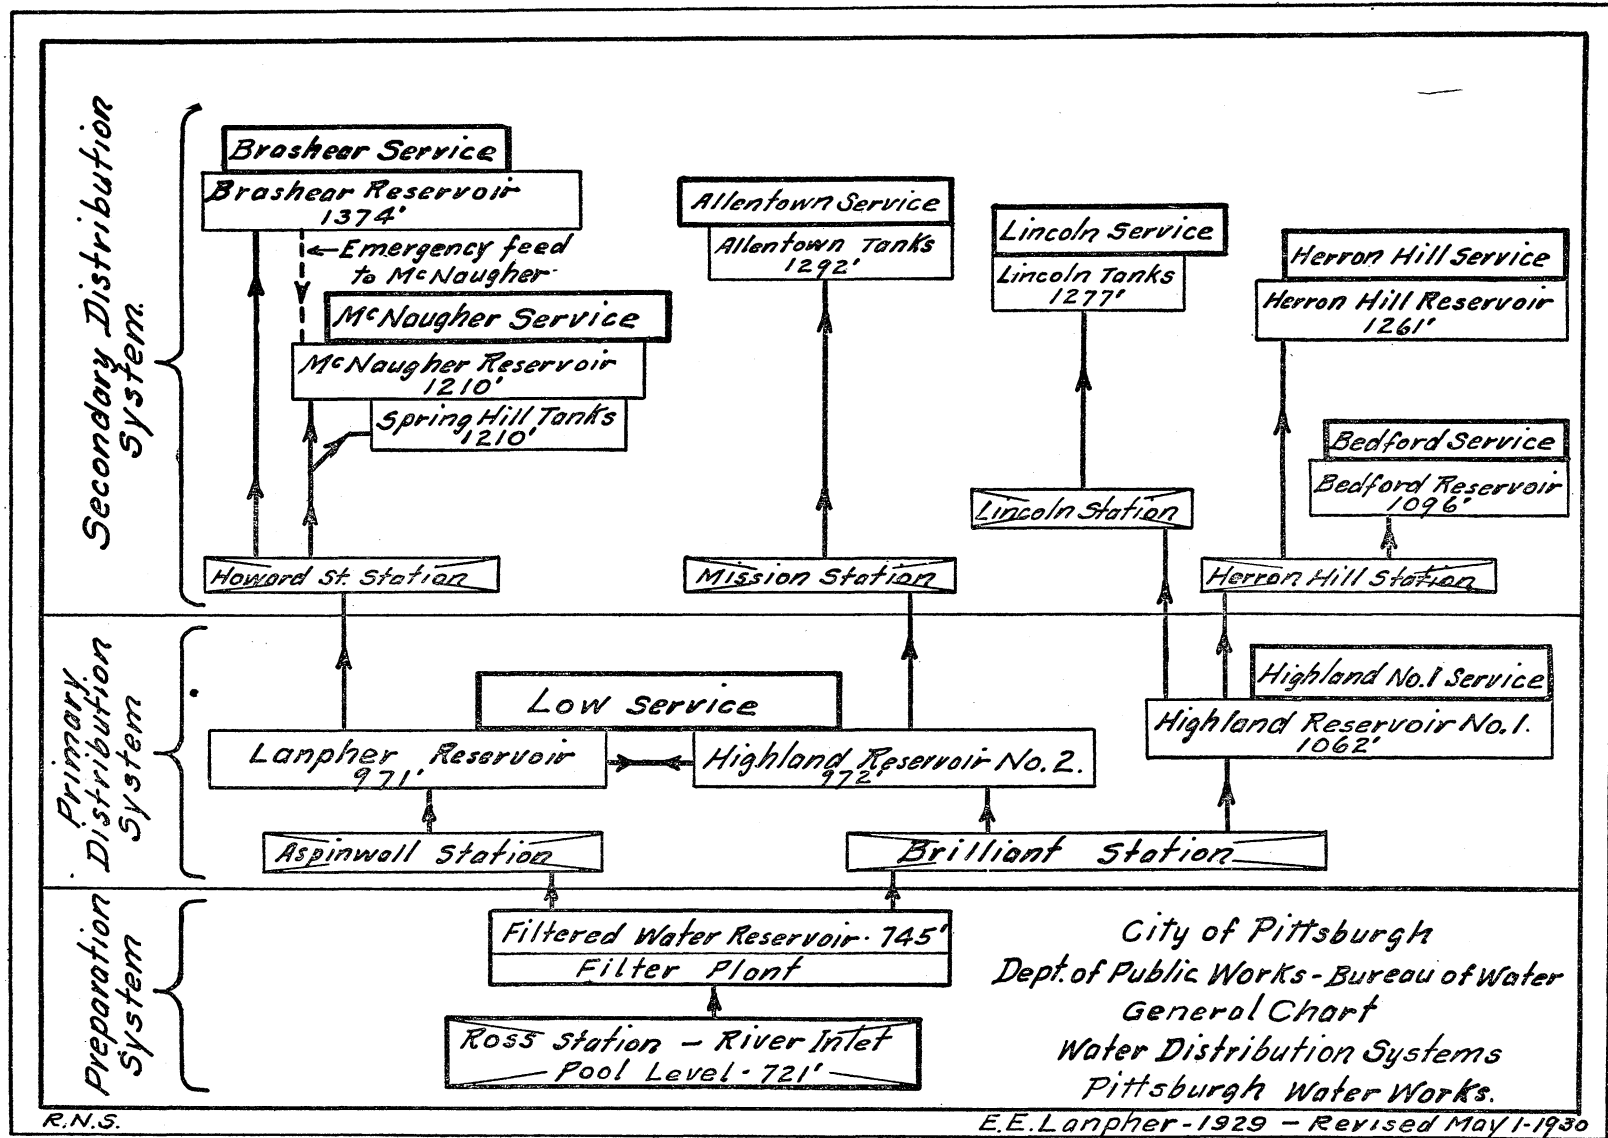 Secondary Distribution
System.
Brashear Service
Brashear Reservoir
1374'
Emergency feed
to McNaugher
McNaugher Service
McNaugher Reservoir
1210'
Spring Hill Tanks
1210'
Howard St. Station
Allentown Service
Allentown Tanks
1292'
Mission Station
Lincoln Service
Lincoln Tanks
1277'
Lincoln Station
Herron Hill Service
Herron Hill Reservoir
1261'
Bedford Service
Bedford Reservoir
1096'
Herron Hill Station
Primary
Distribution
System
Low Service
Lanpher Reservoir
971'
Highland Reservoir No. 2.
972'
Highland No.1 Service
Highland Reservoir No.1.
1062'
Aspinwall Station
Brilliant Station
Preparation
System
Filtered Water Reservoir - 745'
Filter Plant
Ross Station - River Inlet
Pool Level - 721'
City of Pittsburgh
Dept. of Public Works - Bureau of Water
General Chart
Water Distribution Systems
Pittsburgh Water Works.
R.N.S.
E.E. Lanpher - 1929 - Revised May 1-1930